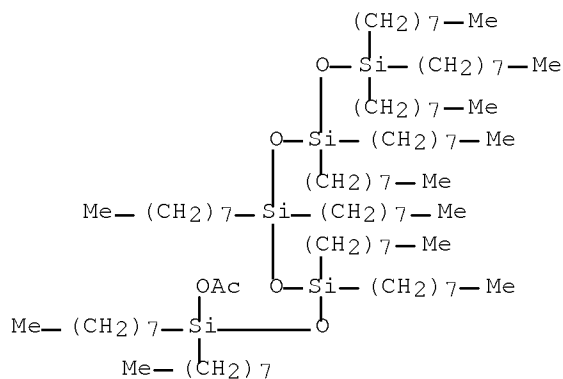 (CH2)7—Me
O—Si—(CH2)7—Me
(CH2)7—Me
O—Si—(CH2)7—Me
(CH2)7—Me
Me—(CH2)7—Si—(CH2)7—Me
(CH2)7—Me
OAc O—Si—(CH2)7—Me
Me—(CH2)7—Si—O
Me—(CH2)7